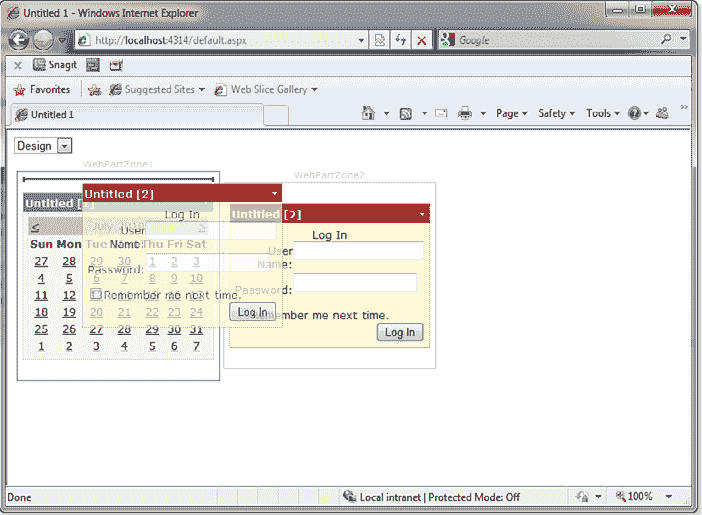 Untitled 1 - Windows Internet Explorer
http://localhost:4314/default.aspx
Google
x Snagit
Favorites Suggested Sites Web Slice Gallery
Untitled 1
Page Safety Tools
Design
WebPartZone1
WebPartZone2
Untitled [2]
Untitled [2]
Untitled [2]
Log In
User
Name:
Password:
Remember me next time.
Log In
< July >
Sun Mon Tue Wed Thu Fri Sat
27 28 29 30 1 2 3
4 5 6 7 8 9 10
11 12 13 14 15 16 17
18 19 20 21 22 23 24
25 26 27 28 29 30 31
1 2 3 4 5 6 7
Log In
User
Name:
Password:
me next time.
Log In
Done
Local intranet | Protected Mode: Off
100%